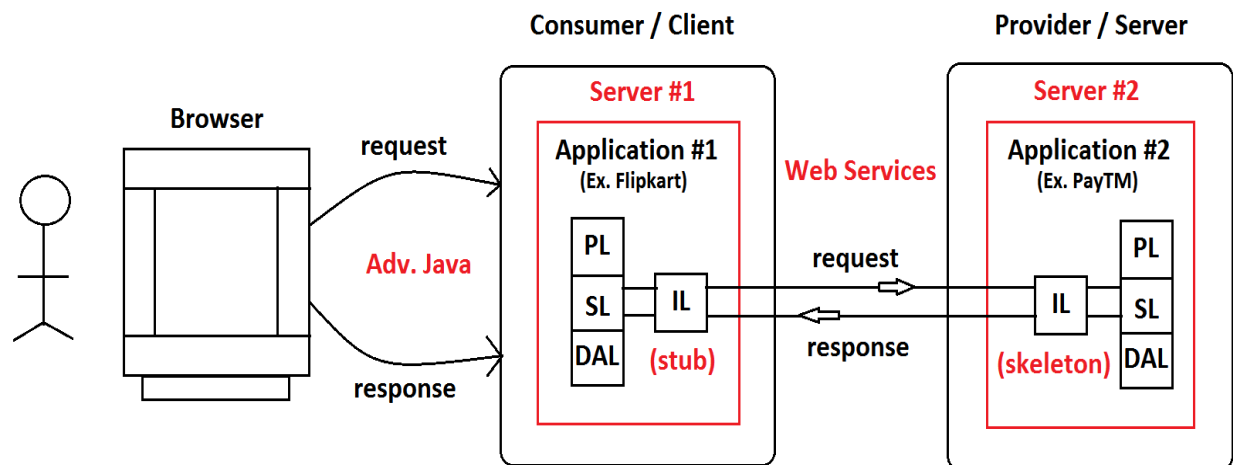 Consumer / Client
Provider / Server
Server #1
Server #2
Browser
request
Application #1
(Ex. Flipkart)
Web Services
Application #2
(Ex. PayTM)
Adv. Java
PL
SL
DAL
IL
(stub)
request
response
IL
(skeleton)
PL
SL
DAL
response